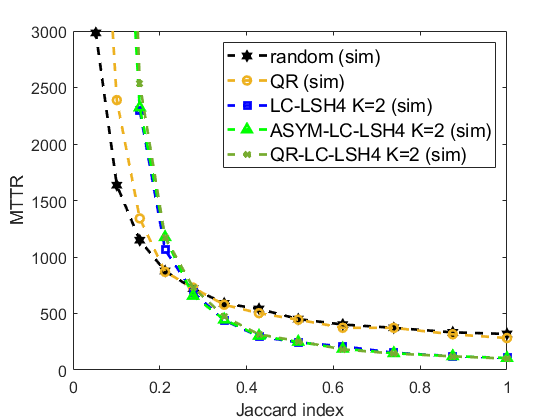 3000
2500
2000
1500
1000
500
0
MTTR
random (sim)
QR (sim)
LC-LSH4 K=2 (sim)
ASYM-LC-LSH4 K=2 (sim)
QR-LC-LSH4 K=2 (sim)
0 0.2 0.4 0.6 0.8 1
Jaccard index